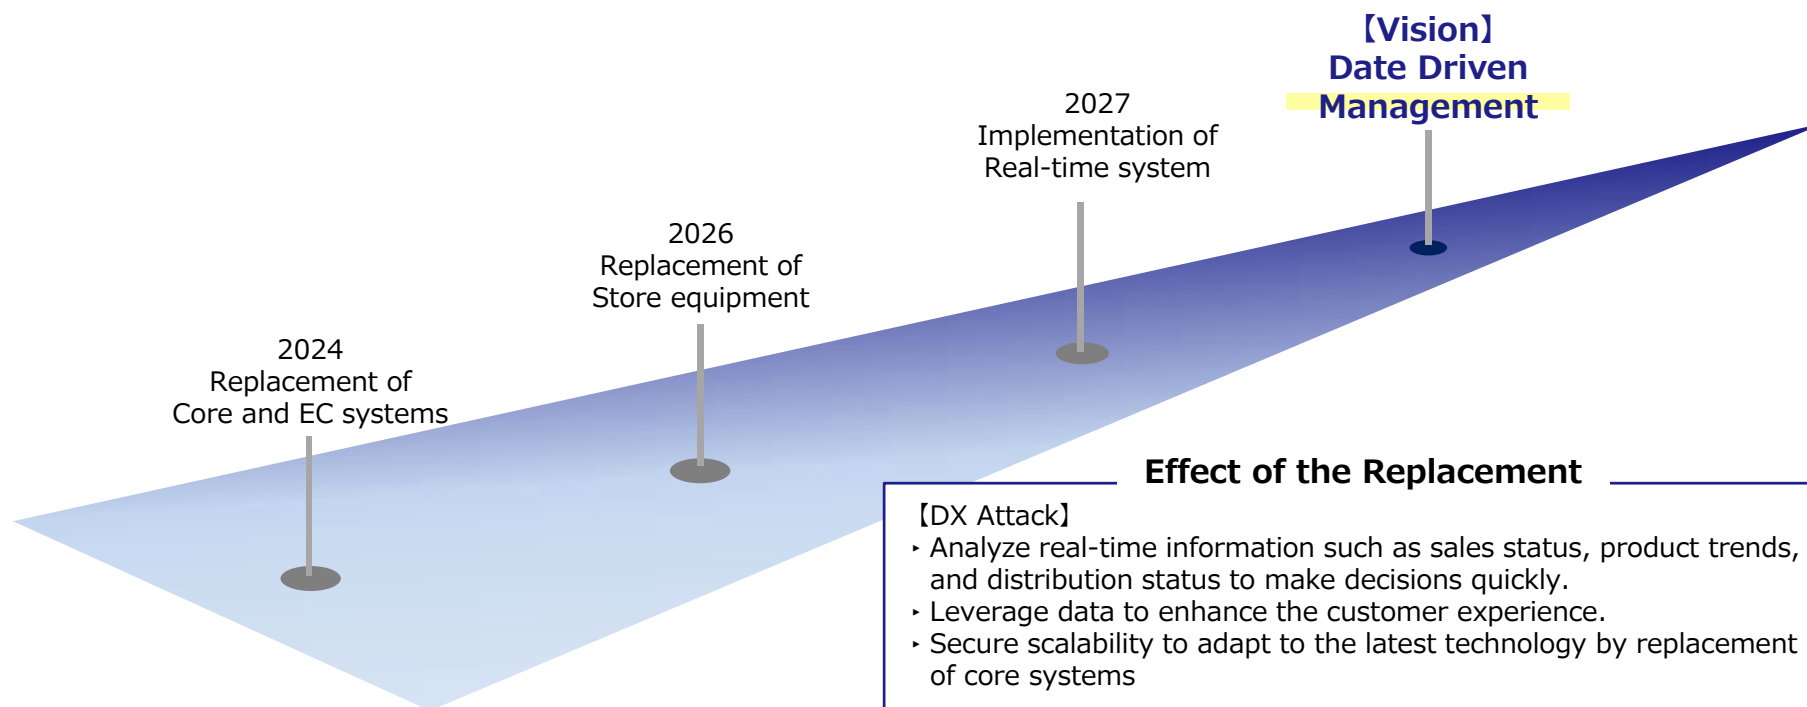 【Vision】
Date Driven
Management
2027
Implementation of
Real-time system
2026
Replacement of
Store equipment
2024
Replacement of
Core and EC systems
Effect of the Replacement
【DX Attack】
‣ Analyze real-time information such as sales status, product trends,
and distribution status to make decisions quickly.
‣ Leverage data to enhance the customer experience.
‣ Secure scalability to adapt to the latest technology by replacement
of core systems